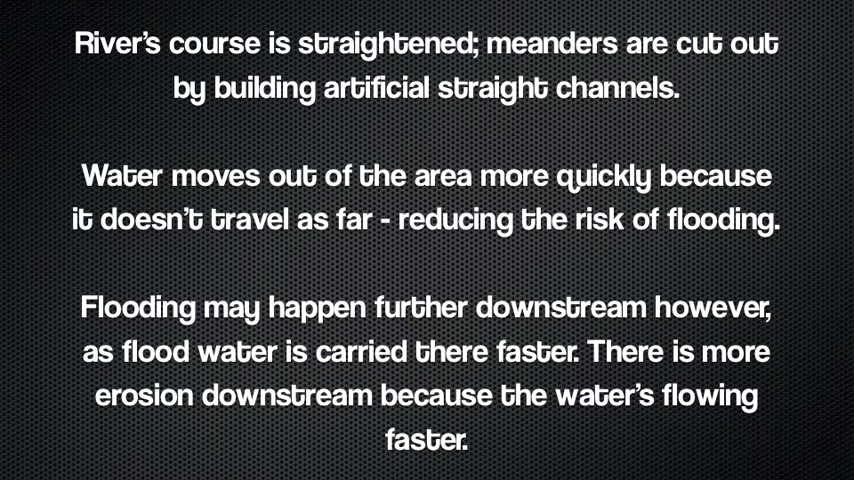 River's course is straightened; meanders are cut out
by building artificial straight channels.
Water moves out of the area more quickly because
it doesn't travel as far - reducing the risk of flooding.
Flooding may happen further downstream however,
as flood water is carried there faster. There is more
erosion downstream because the water's flowing
faster.